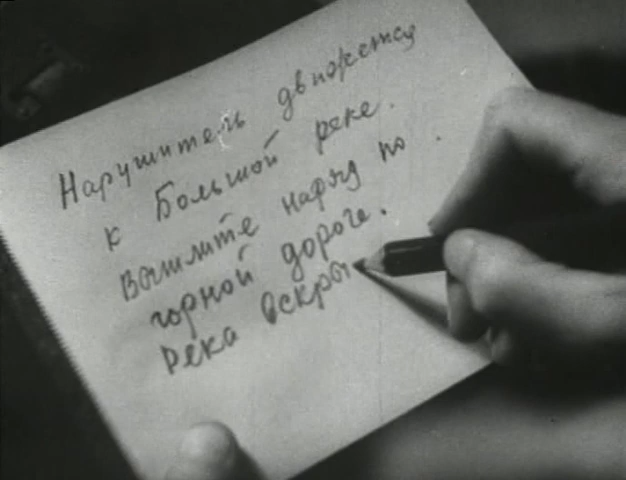 Нарушитель движется
к Большой реке.
Вышлите наряд по
горной дороге.
Река вскры